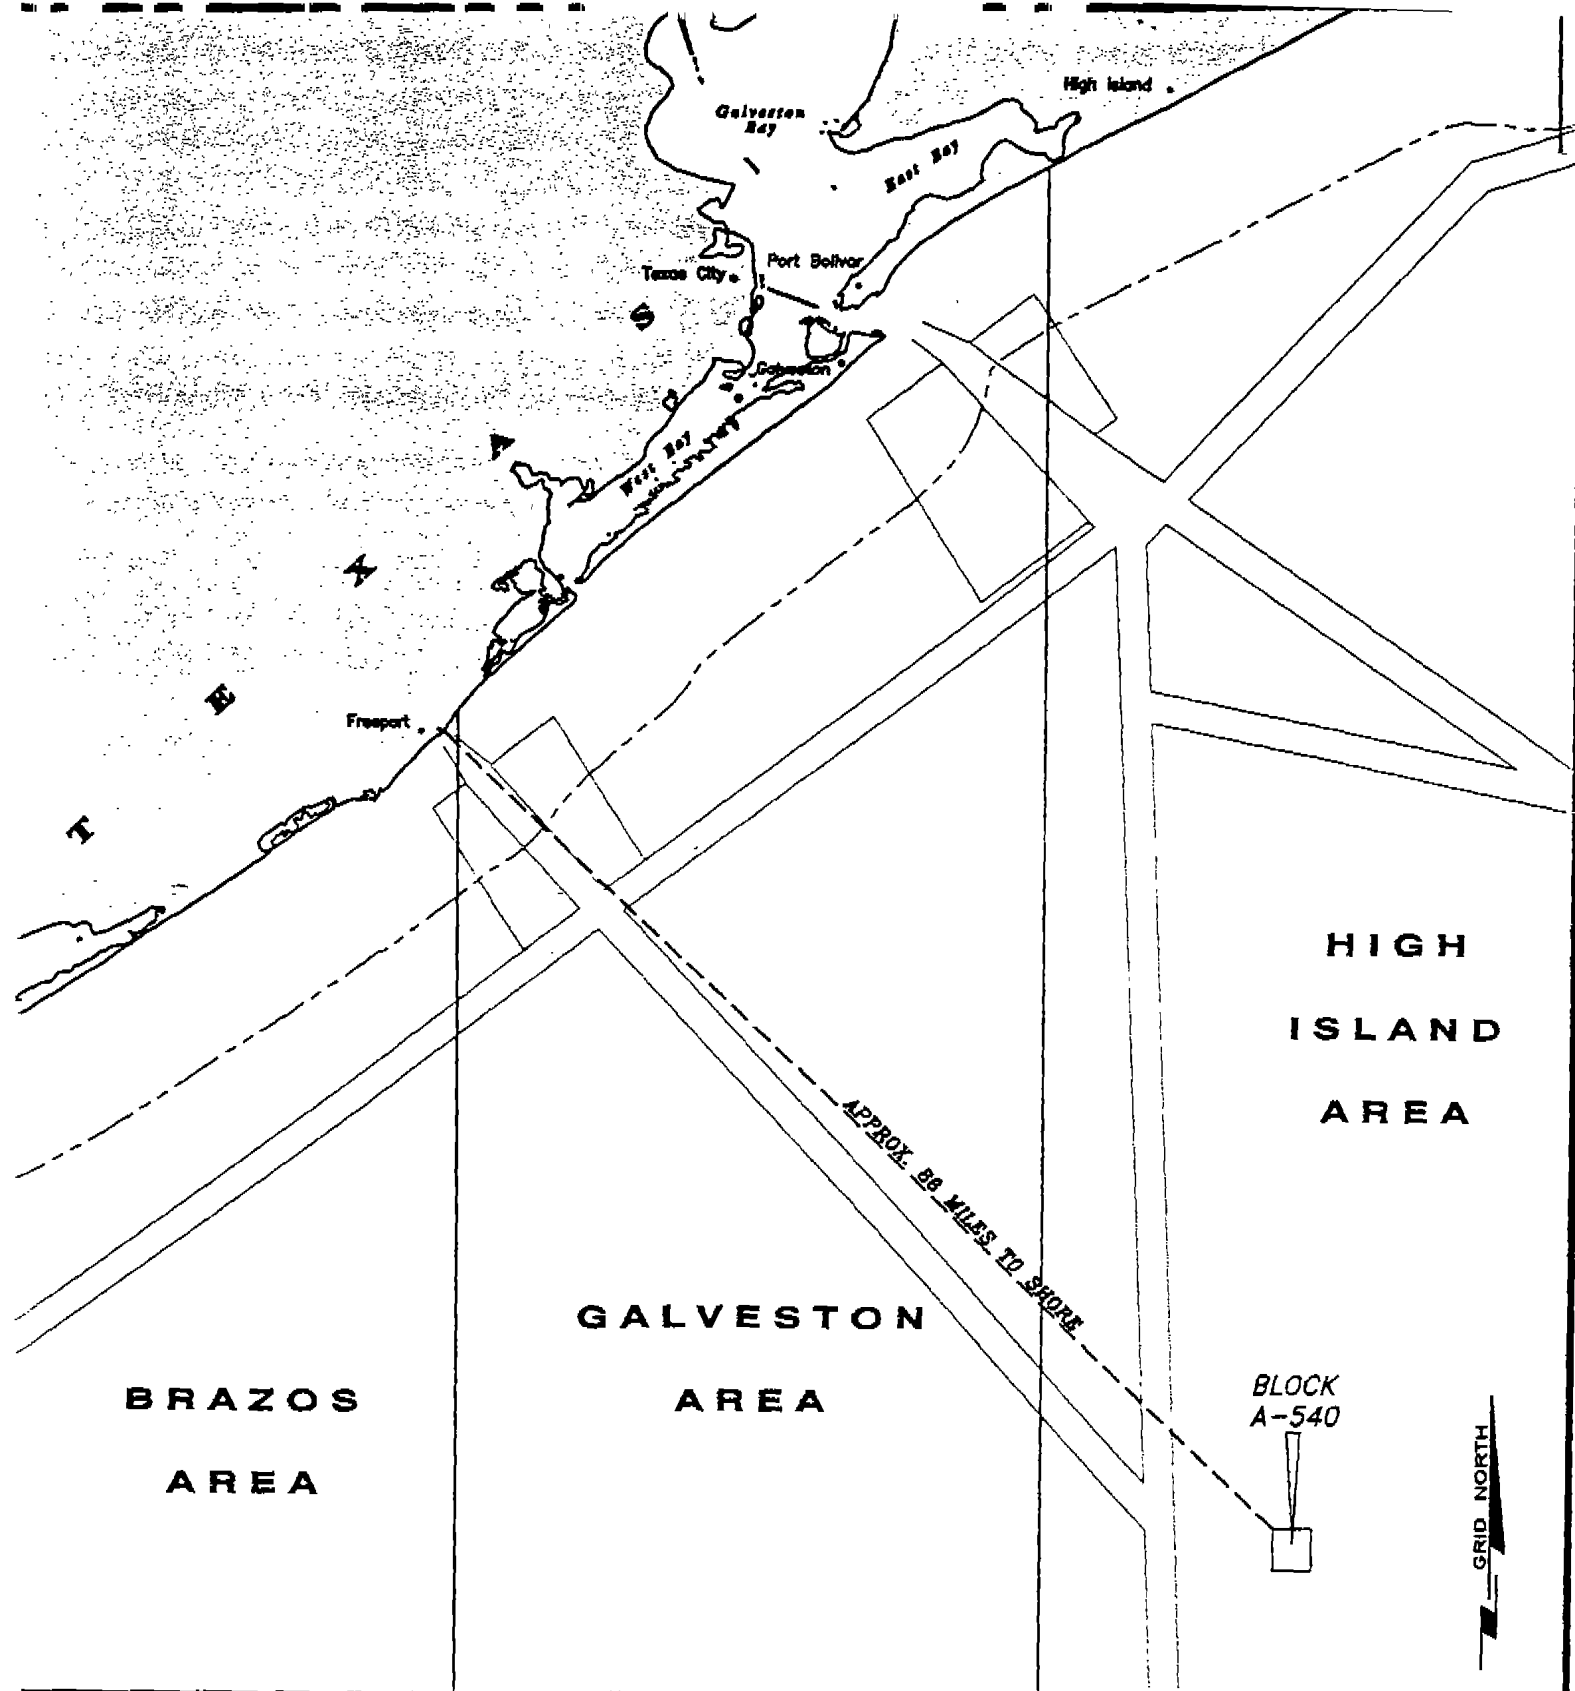 High Island
Galveston
Bay
East Bay
Port Bolivar
Texas City
Galveston
West Bay
Freeport
T E X A S
HIGH
ISLAND
AREA
APPROX. 88 MILES TO SHORE
GALVESTON
AREA
BRAZOS
AREA
BLOCK
A-540
GRID NORTH